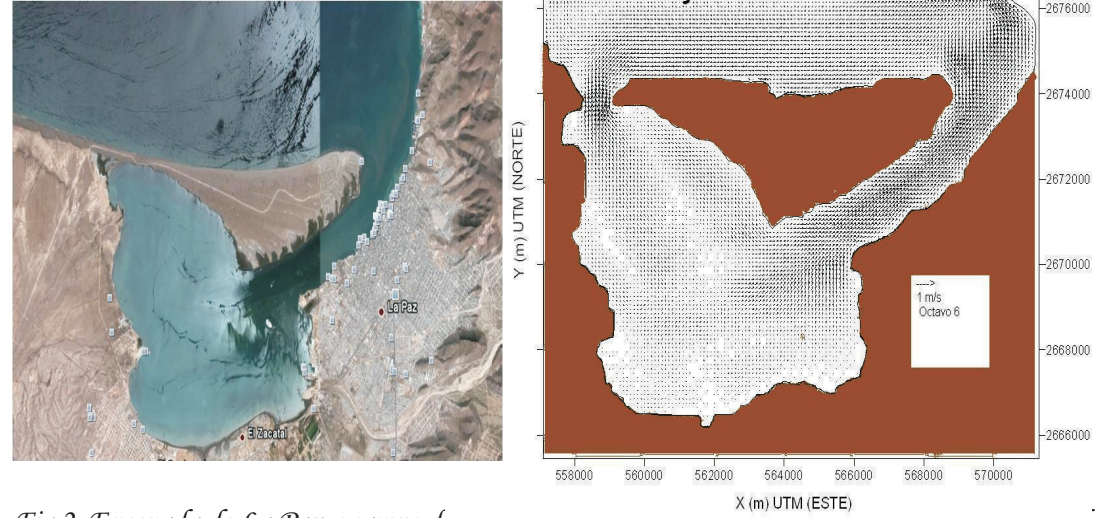 La Paz
El Zacatal
2676000
2674000
2672000
2670000
2668000
2666000
Y (m) UTM (NORTE)
---->
1 m/s
Octavo 6
558000 560000 562000 564000 566000 568000 570000
X (m) UTM (ESTE)